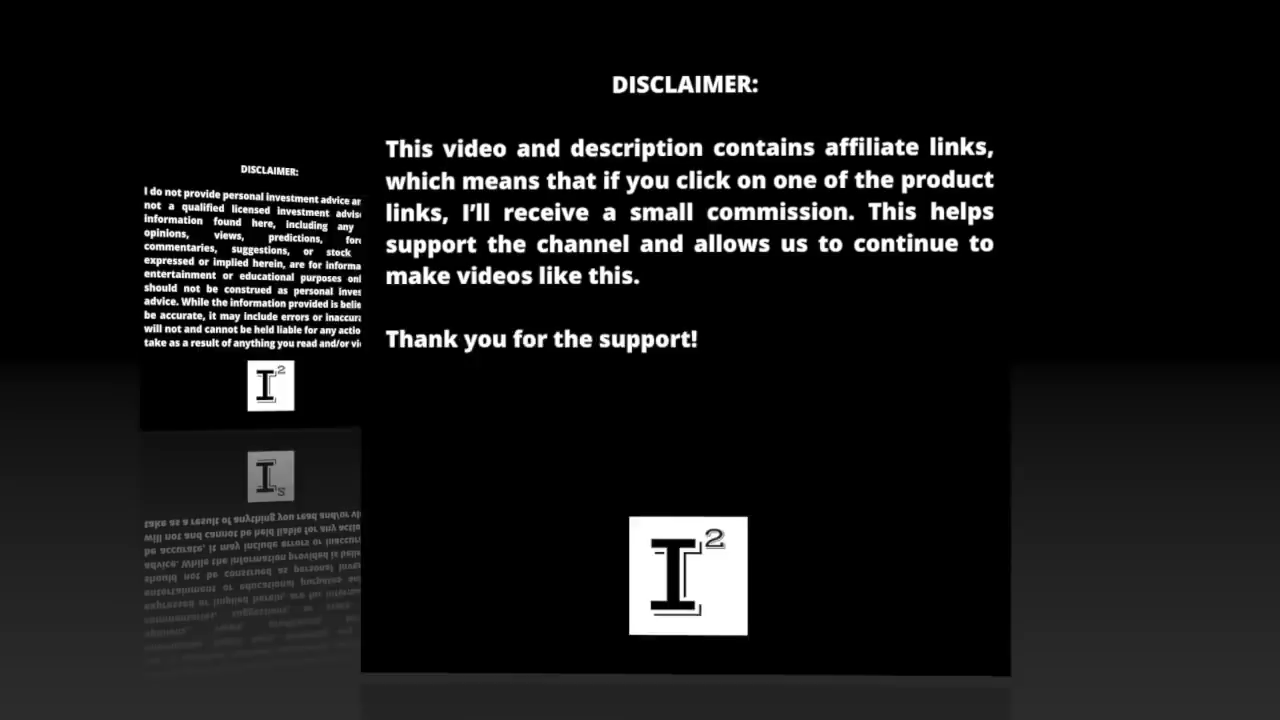 DISCLAIMER:
This video and description contains affiliate links,
which means that if you click on one of the product
links, I'll receive a small commission. This helps
support the channel and allows us to continue to
make videos like this.
Thank you for the support!
I²
DISCLAIMER:
I do not provide personal investment advice
not a qualified licensed investment
information found here, including any
opinions, views, predictions,
commentaries, suggestions, or stock
expressed or implied herein, are for
entertainment or educational purposes
should not be construed as personal
advice. While the information provided is
be accurate, it may include errors or
will not and cannot be held liable for any
take as a result of anything you read and/or
I²